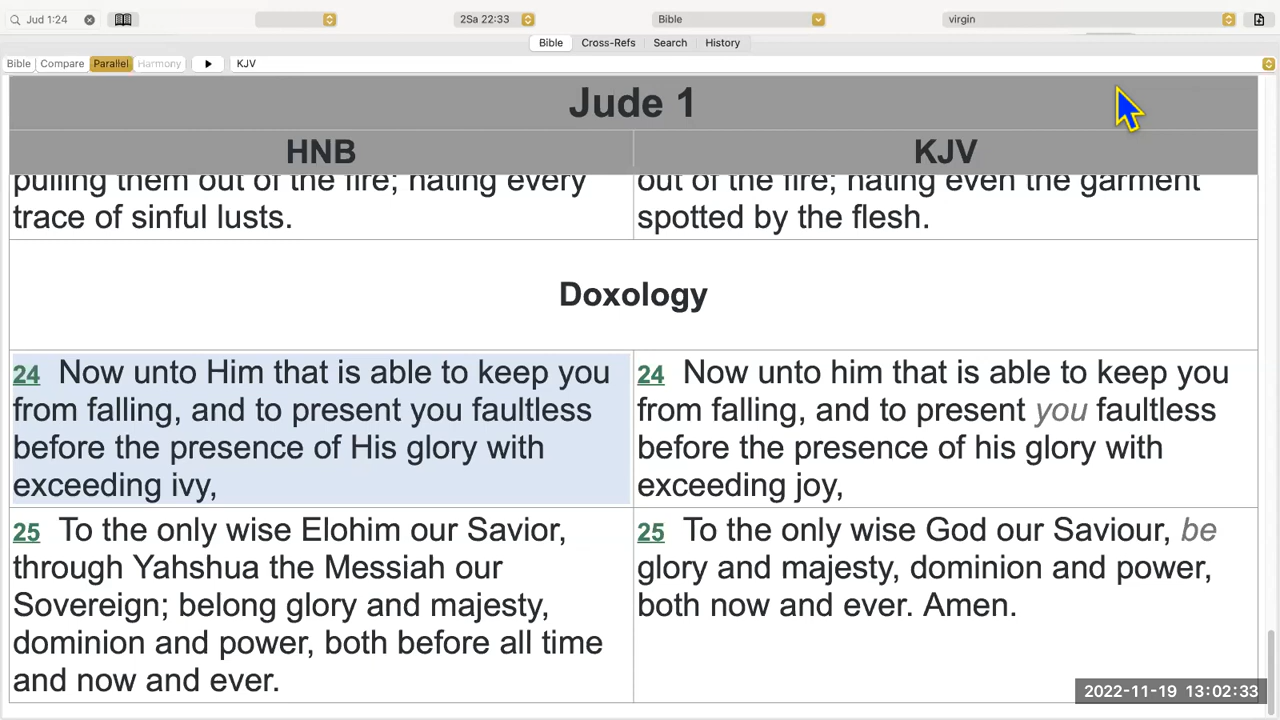 Jud 1:24
2Sa 22:33
Bible
virgin
Bible
Cross-Refs
Search
History
Bible
Compare
Parallel
Harmony
KJV
Jude 1
HNB
KJV
pulling them out of the fire; hating every
trace of sinful lusts.
out of the fire; hating even the garment
spotted by the flesh.
Doxology
24 Now unto Him that is able to keep you
from falling, and to present you faultless
before the presence of His glory with
exceeding ivy,
24 Now unto him that is able to keep you
from falling, and to present you faultless
before the presence of his glory with
exceeding joy,
25 To the only wise Elohim our Savior,
through Yahshua the Messiah our
Sovereign; belong glory and majesty,
dominion and power, both before all time
and now and ever.
25 To the only wise God our Saviour, be
glory and majesty, dominion and power,
both now and ever. Amen.
2022-11-19 13:02:33